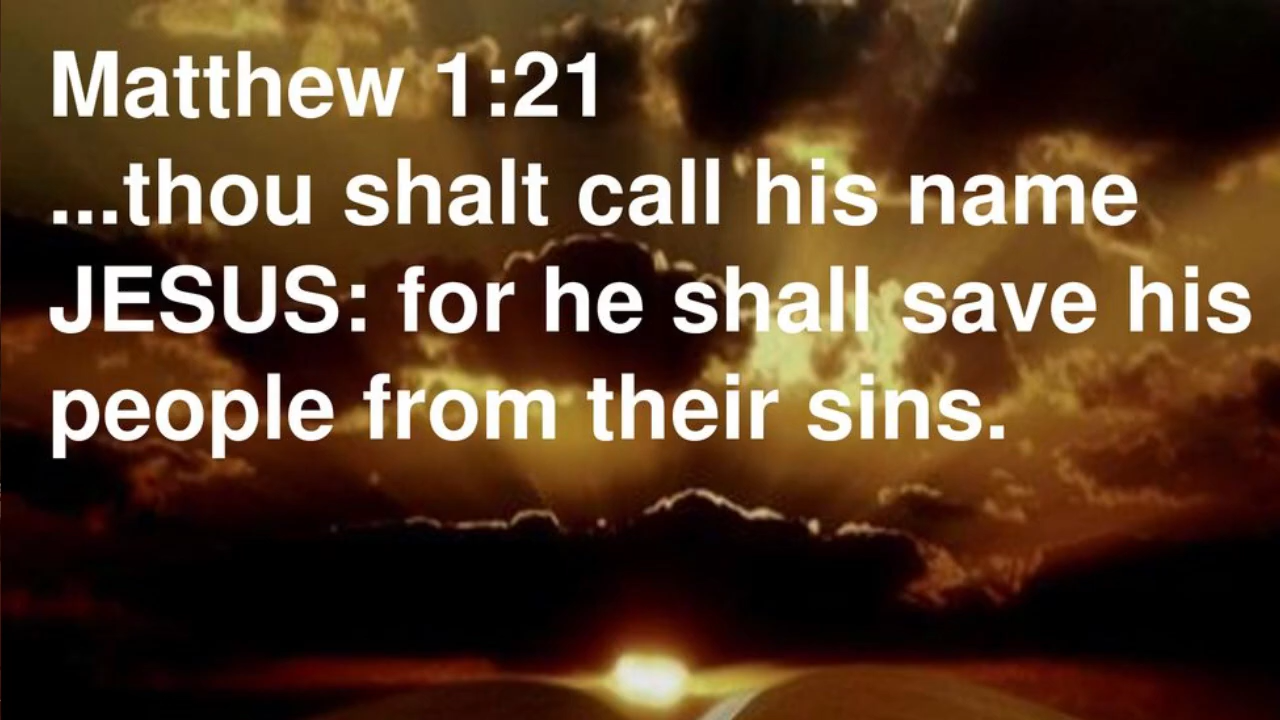 Matthew 1:21
...thou shalt call his name
JESUS: for he shall save his
people from their sins.